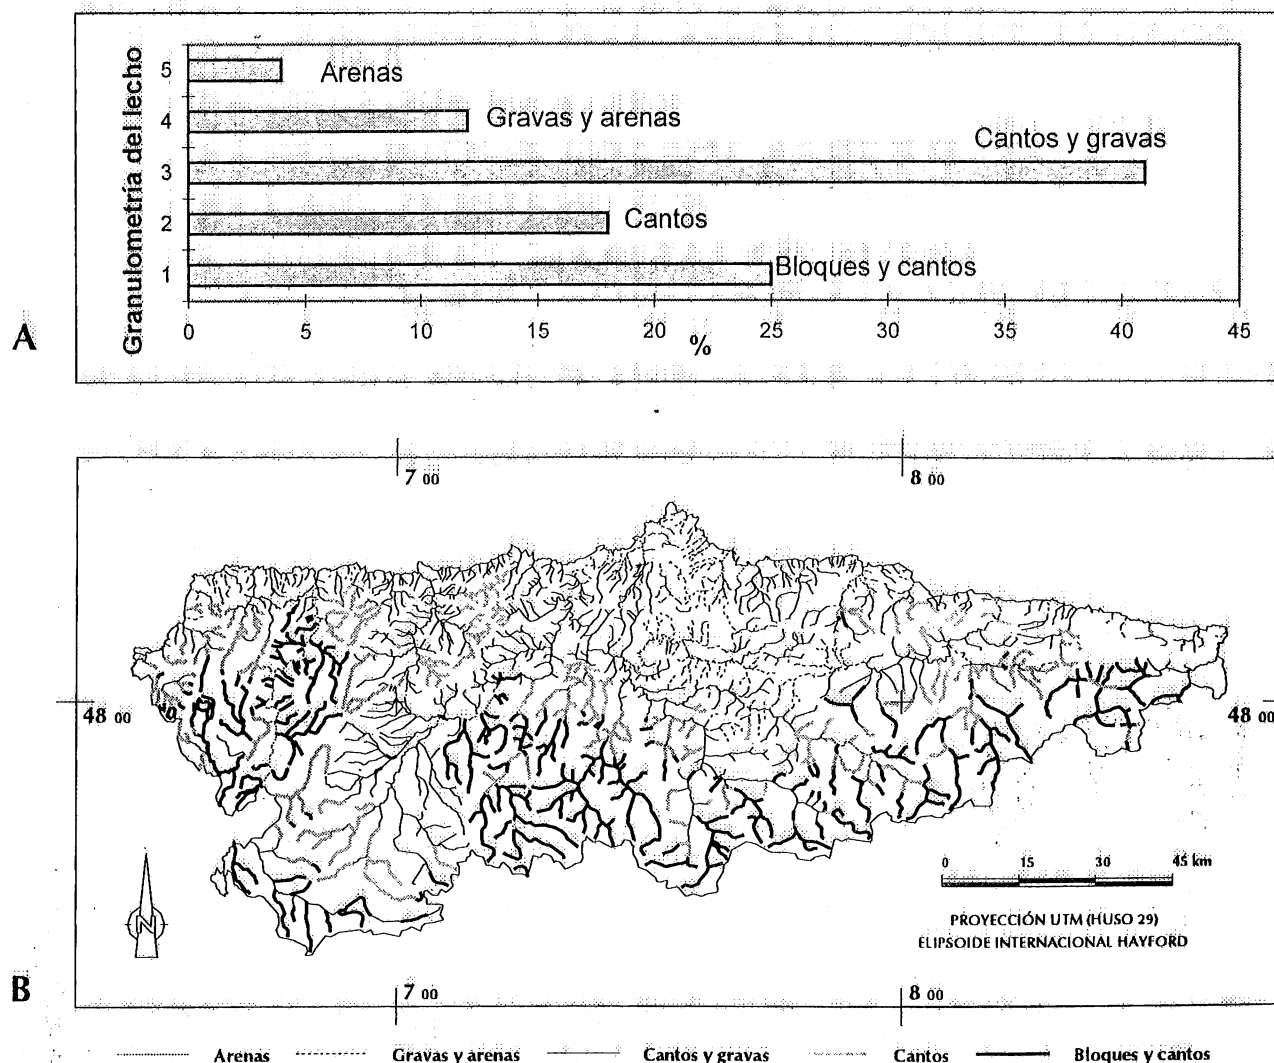 A
Granulometría del lecho
5 Arenas
4 Gravas y arenas
Cantos y gravas
3
2 Cantos
1 Bloques y cantos
0 5 10 15 20 25 30 35 40 45
%
B
7 00 8 00
48 00 48 00
0 15 30 45 km
PROYECCIÓN UTM (HUSO 29)
ELIPSOIDE INTERNACIONAL HAYFORD
N
7 00 8 00
Arenas Gravas y arenas Cantos y gravas Cantos Bloques y cantos